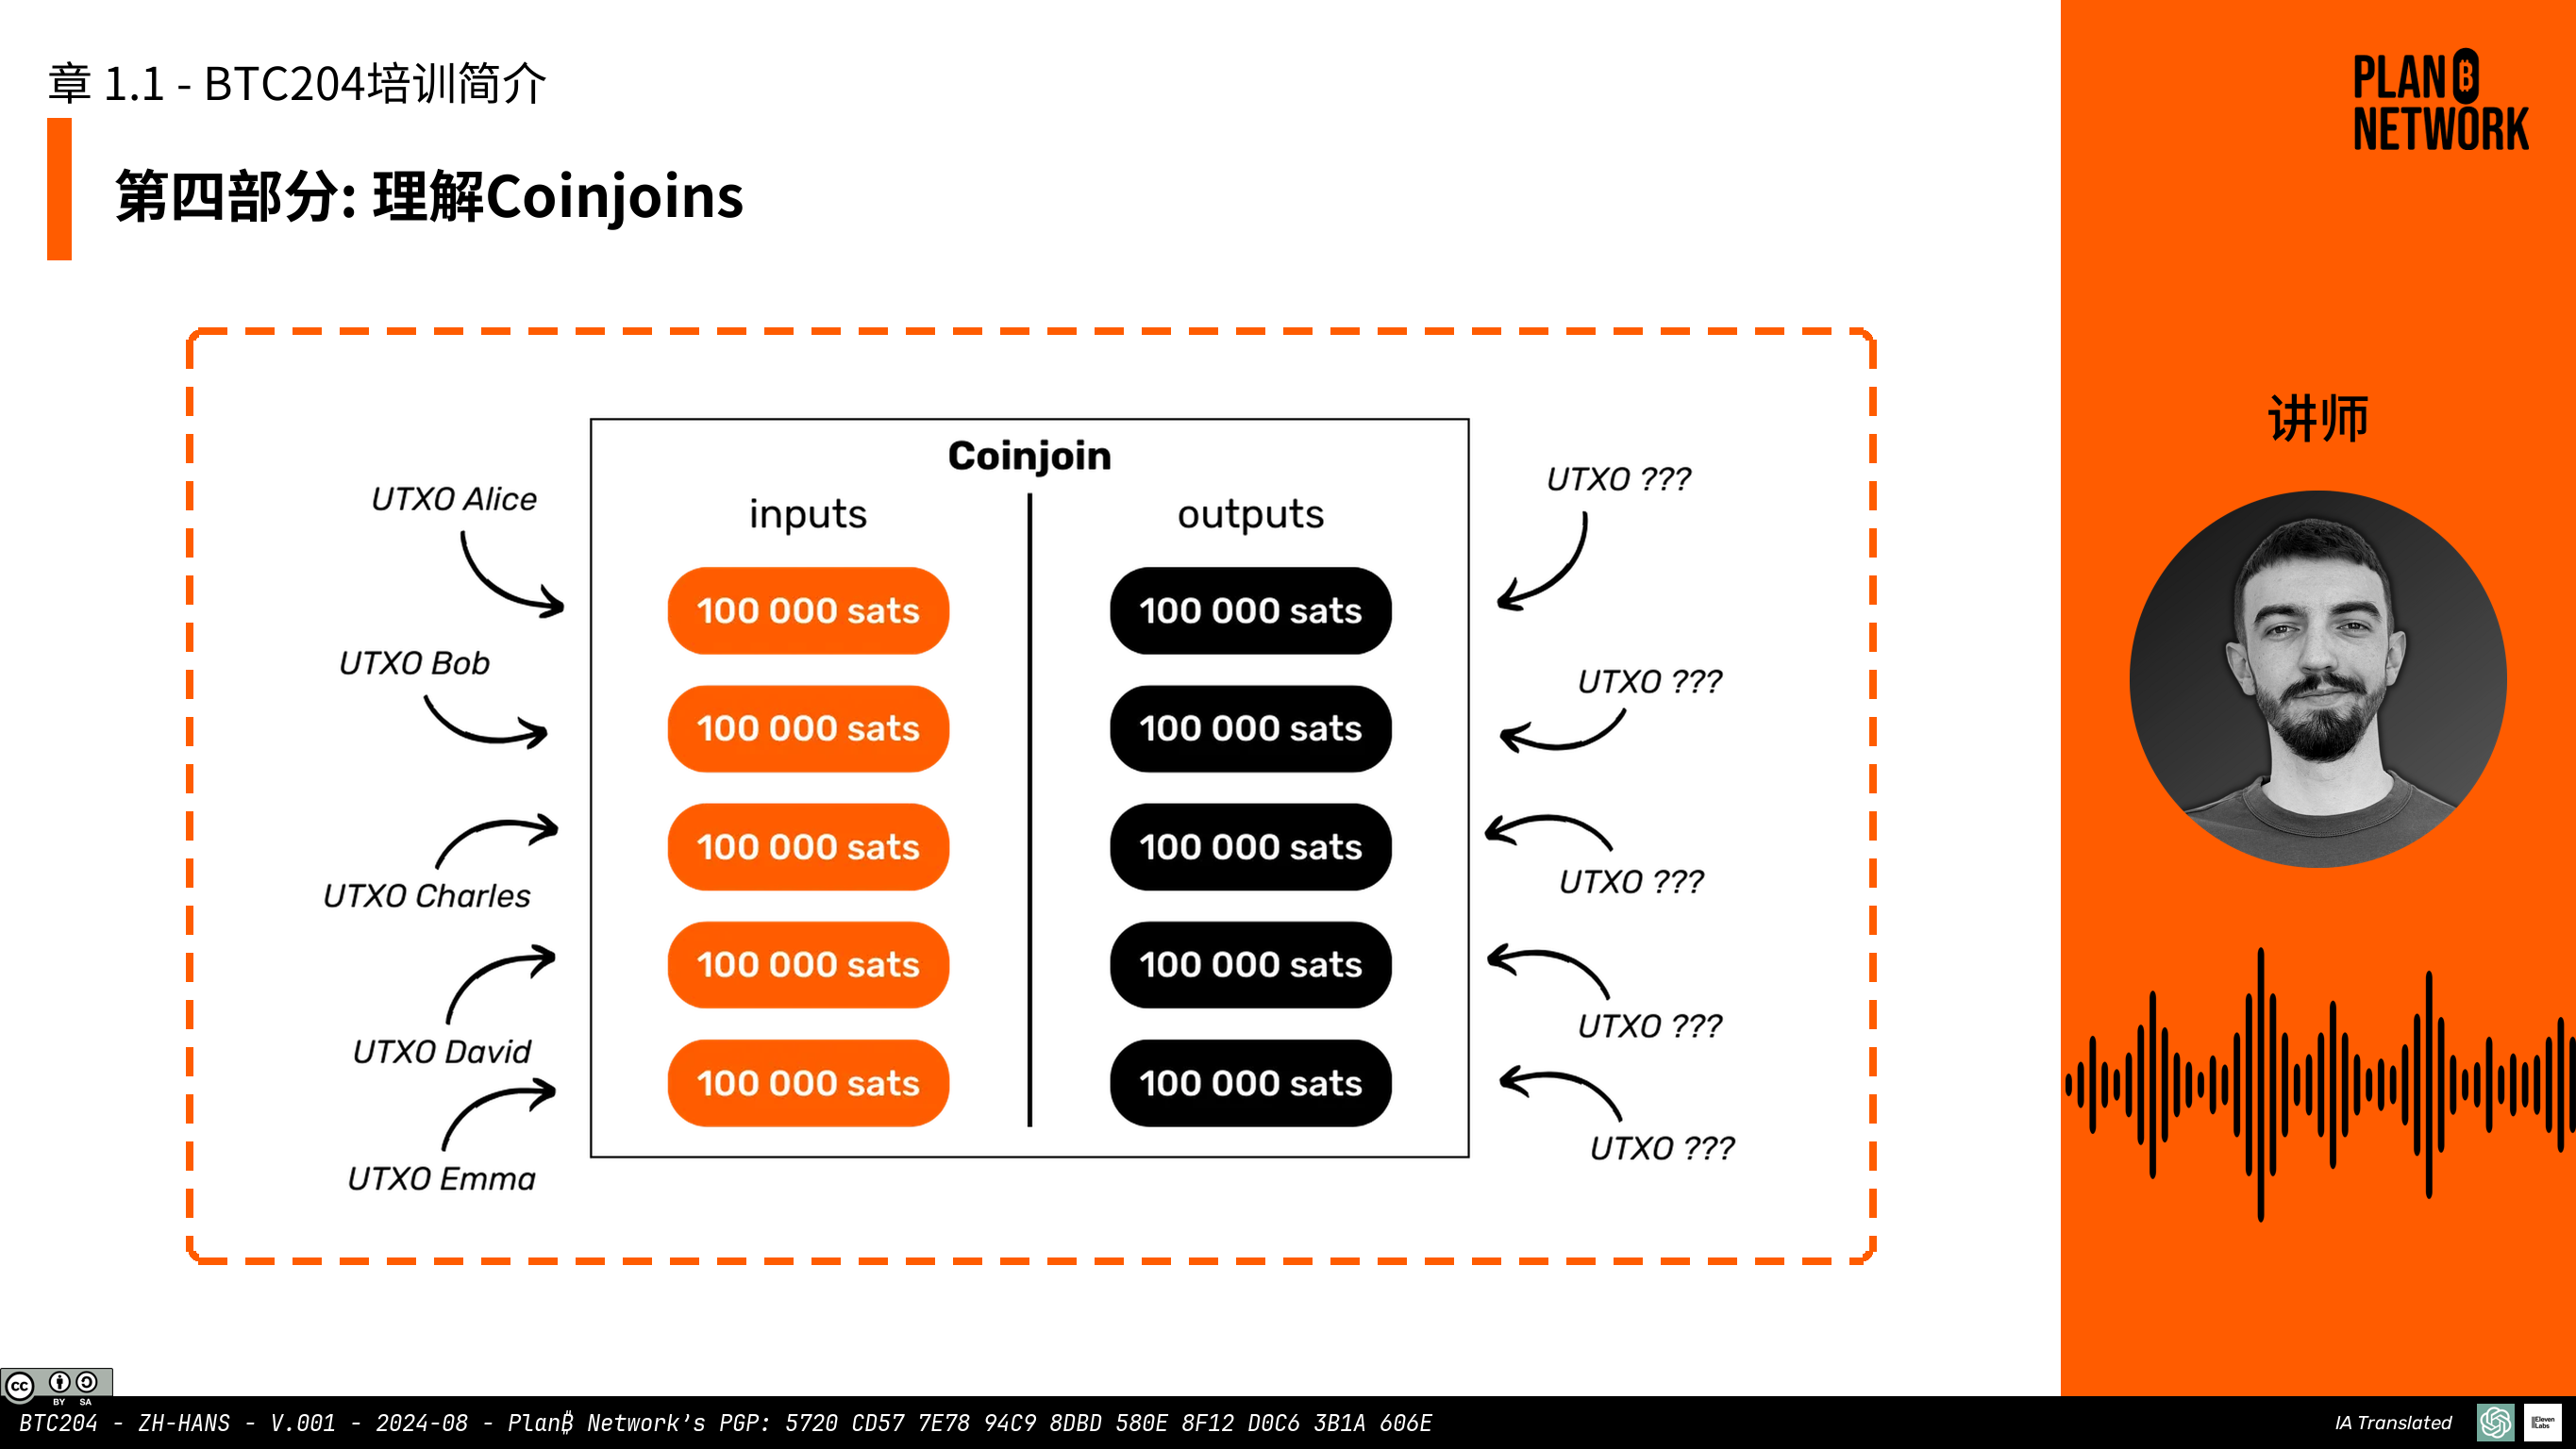 章 1.1 - BTC204培训简介
第四部分: 理解Coinjoins
PLAN ₿
NETWORK
讲师
Coinjoin
inputs
outputs
UTXO Alice
UTXO Bob
UTXO Charles
UTXO David
UTXO Emma
100 000 sats
100 000 sats
100 000 sats
100 000 sats
100 000 sats
100 000 sats
100 000 sats
100 000 sats
100 000 sats
100 000 sats
UTXO ???
UTXO ???
UTXO ???
UTXO ???
UTXO ???
cc
BY SA
BTC204 - ZH-HANS - V.001 - 2024-08 - Plan₿ Network's PGP: 5720 CD57 7E78 94C9 8DBD 580E 8F12 D0C6 3B1A 606E
IA Translated
IIEleven
Labs